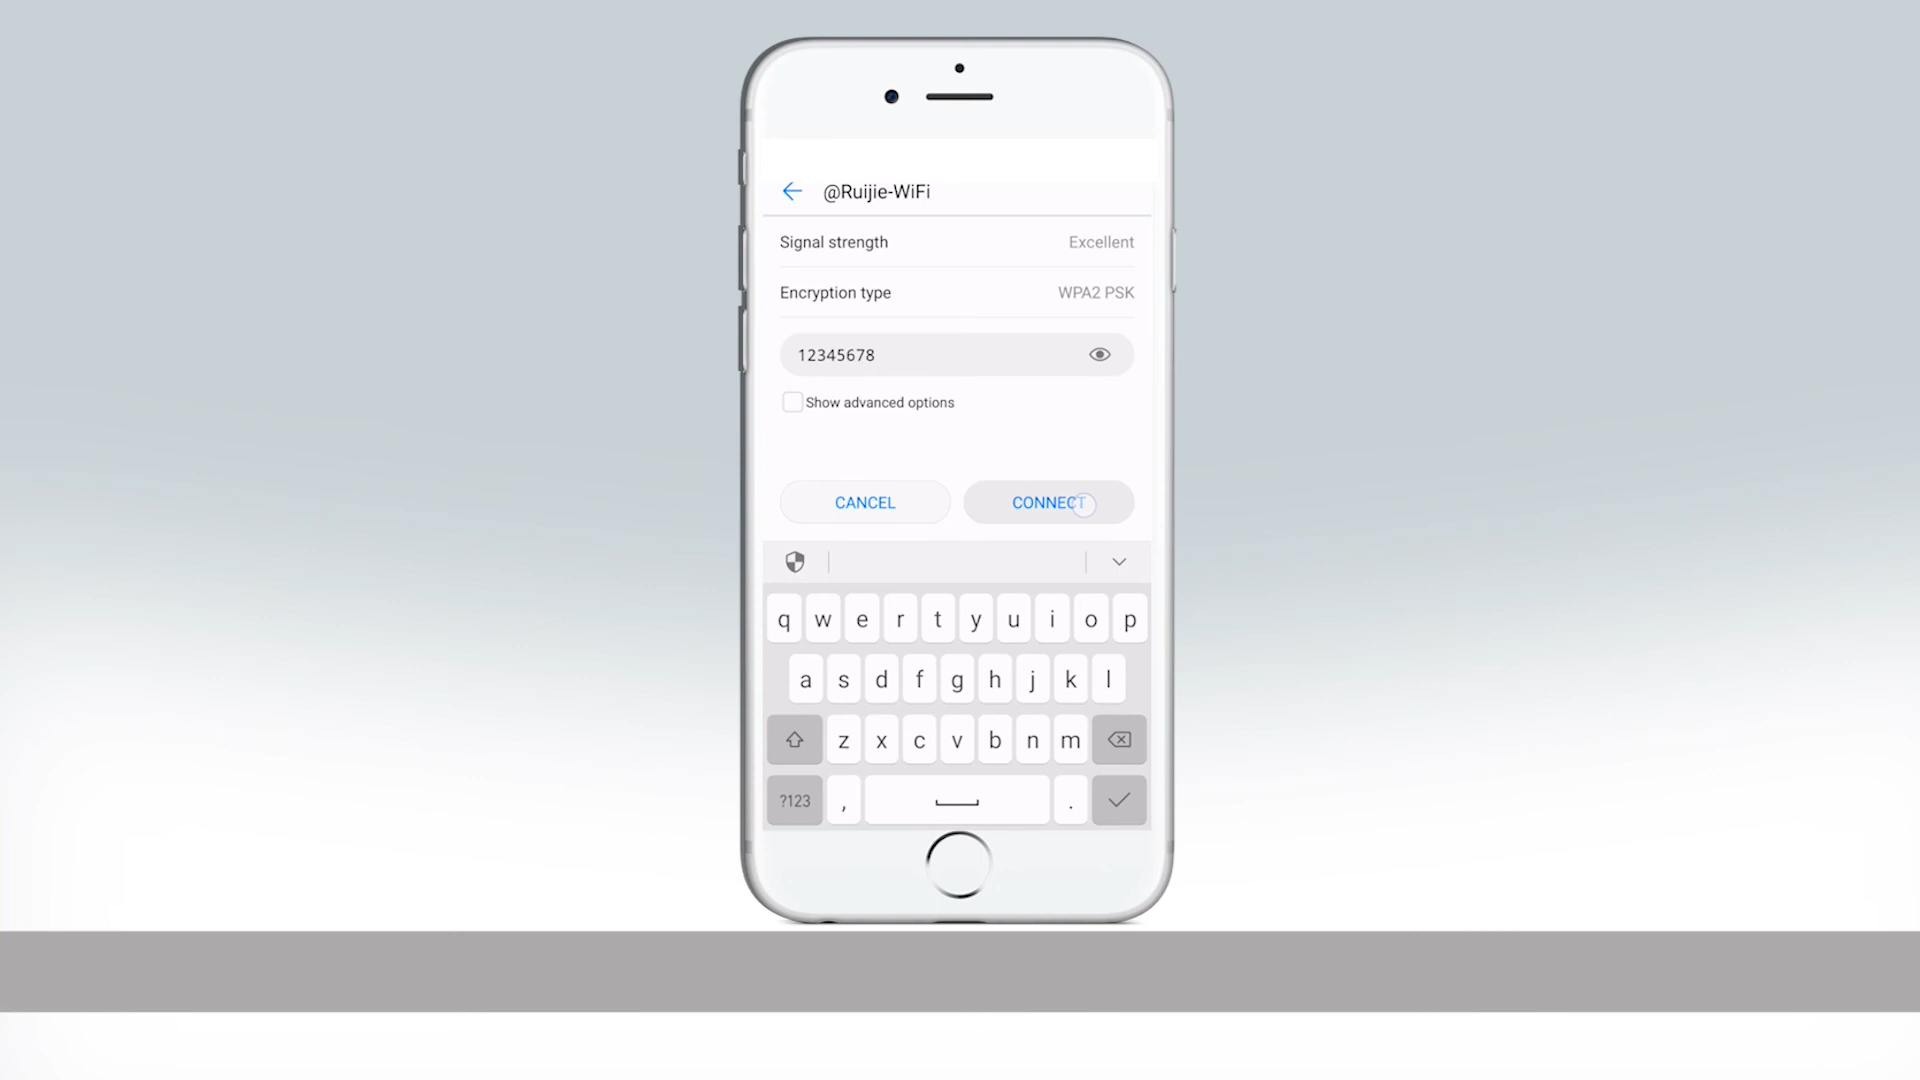 @Ruijie-WiFi
Signal strength Excellent
Encryption type WPA2 PSK
12345678
Show advanced options
CANCEL CONNECT
q w e r t y u i o p
a s d f g h j k l
z x c v b n m
?123 , .